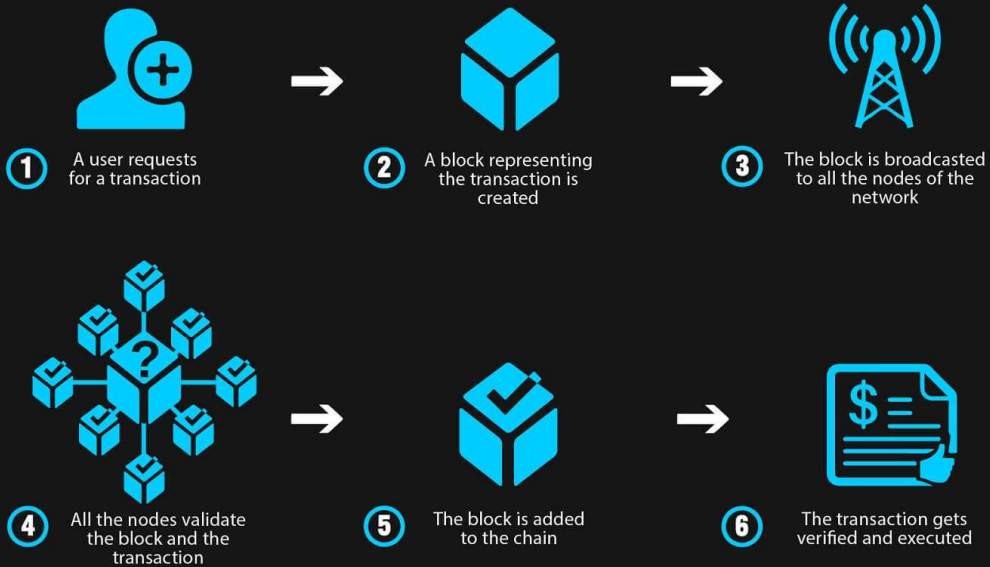 1
A user requests
for a transaction
2
A block representing
the transaction is
created
3
The block is broadcasted
to all the nodes of the
network
?
$
4
All the nodes validate
the block and the
transaction
5
The block is added
to the chain
6
The transaction gets
verified and executed